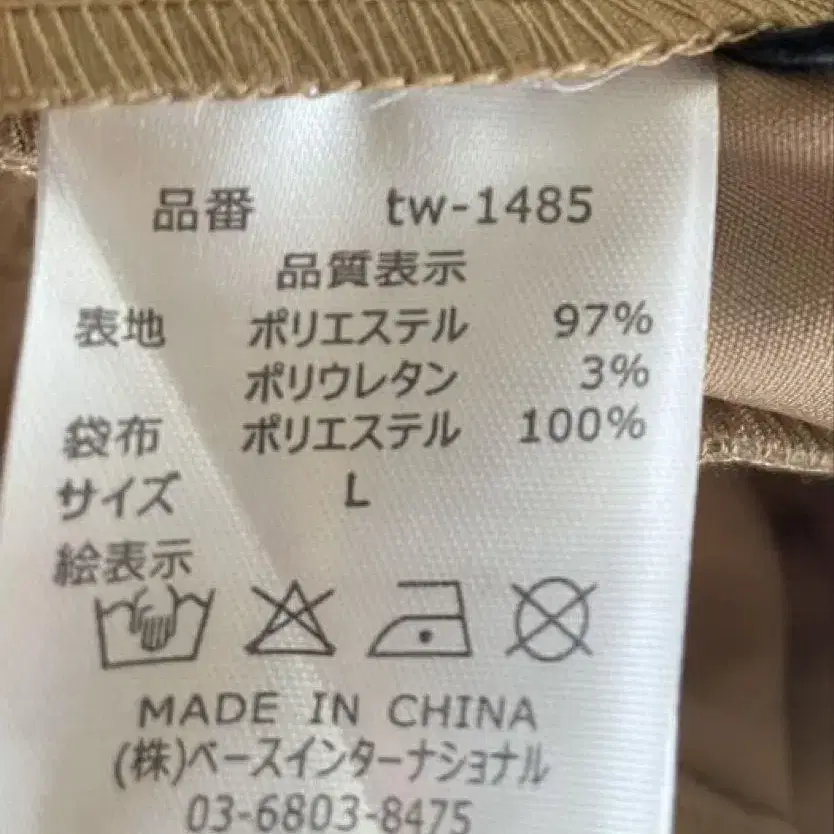 品番 tw-1485
品質表示
表地 ポリエステル 97%
ポリウレタン 3%
袋布 ポリエステル 100%
サイズ L
絵表示
MADE IN CHINA
(株)ベースインターナショナル
03-6803-8475